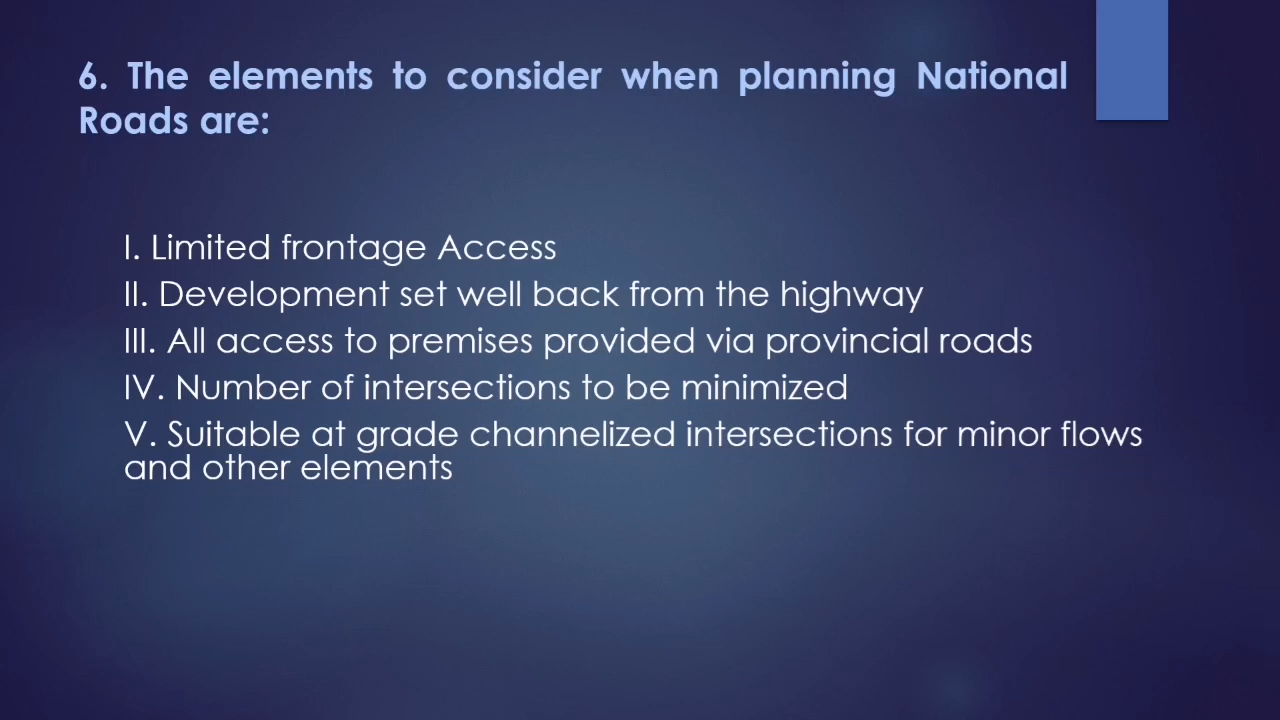 6. The elements to consider when planning National
Roads are:
I. Limited frontage Access
II. Development set well back from the highway
III. All access to premises provided via provincial roads
IV. Number of intersections to be minimized
V. Suitable at grade channelized intersections for minor flows
and other elements